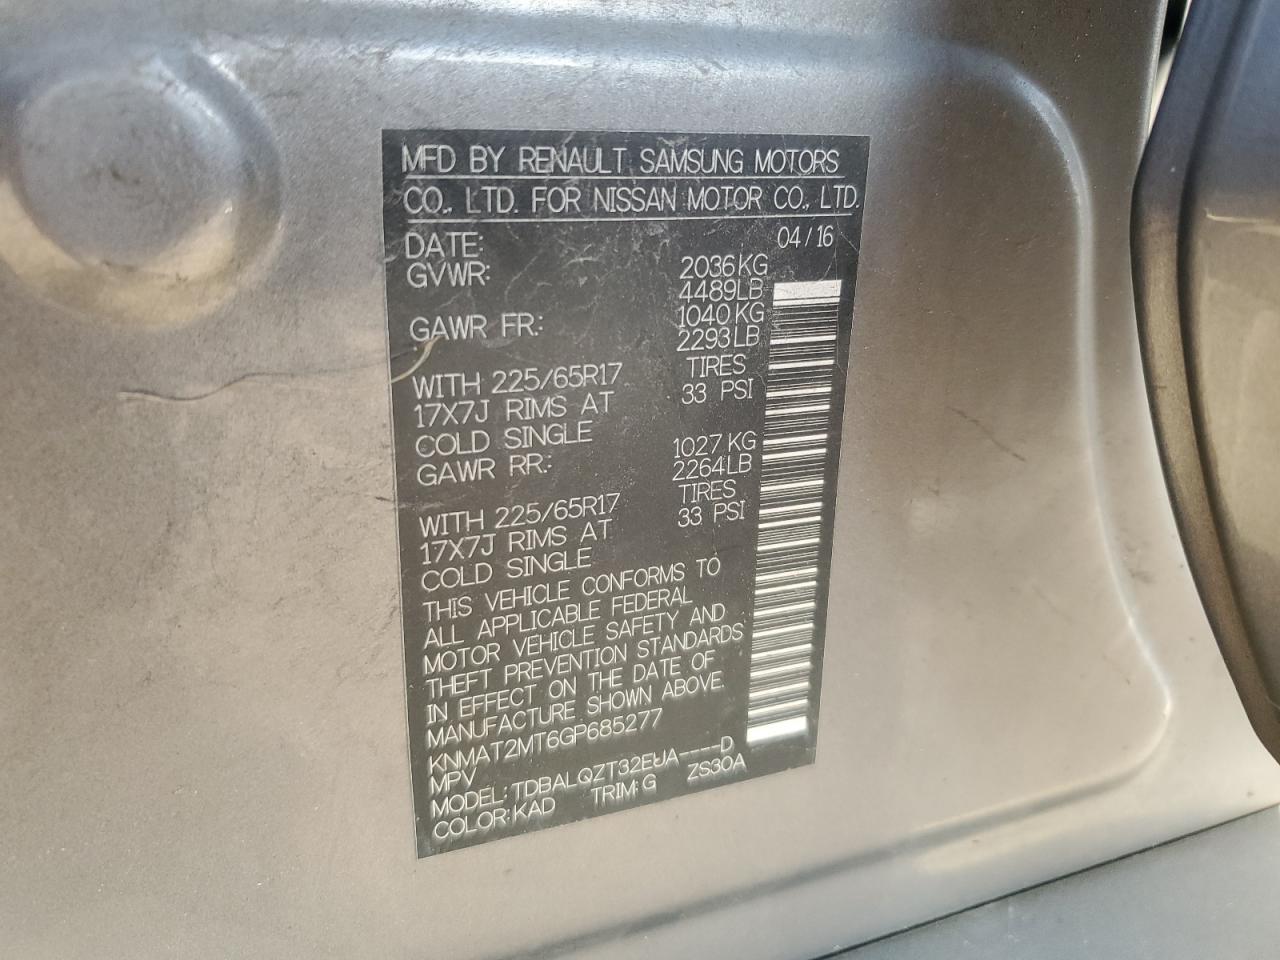 MFD BY RENAULT SAMSUNG MOTORS
CO., LTD. FOR NISSAN MOTOR CO., LTD.
DATE: 04/16
GVWR: 2036KG
4489LB
GAWR FR.: 1040KG
2293LB
WITH 225/65R17 TIRES
17X7J RIMS AT 33 PSI
COLD SINGLE
GAWR RR.: 1027KG
2264LB
WITH 225/65R17 TIRES
17X7J RIMS AT 33 PSI
COLD SINGLE
THIS VEHICLE CONFORMS TO
ALL APPLICABLE FEDERAL
MOTOR VEHICLE SAFETY AND
THEFT PREVENTION STANDARDS
IN EFFECT ON THE DATE OF
MANUFACTURE SHOWN ABOVE.
KNMAT2MT6GP685277
MPV
MODEL: TDBALQZT32EUA----D
COLOR: KAD TRIM: G ZS30A